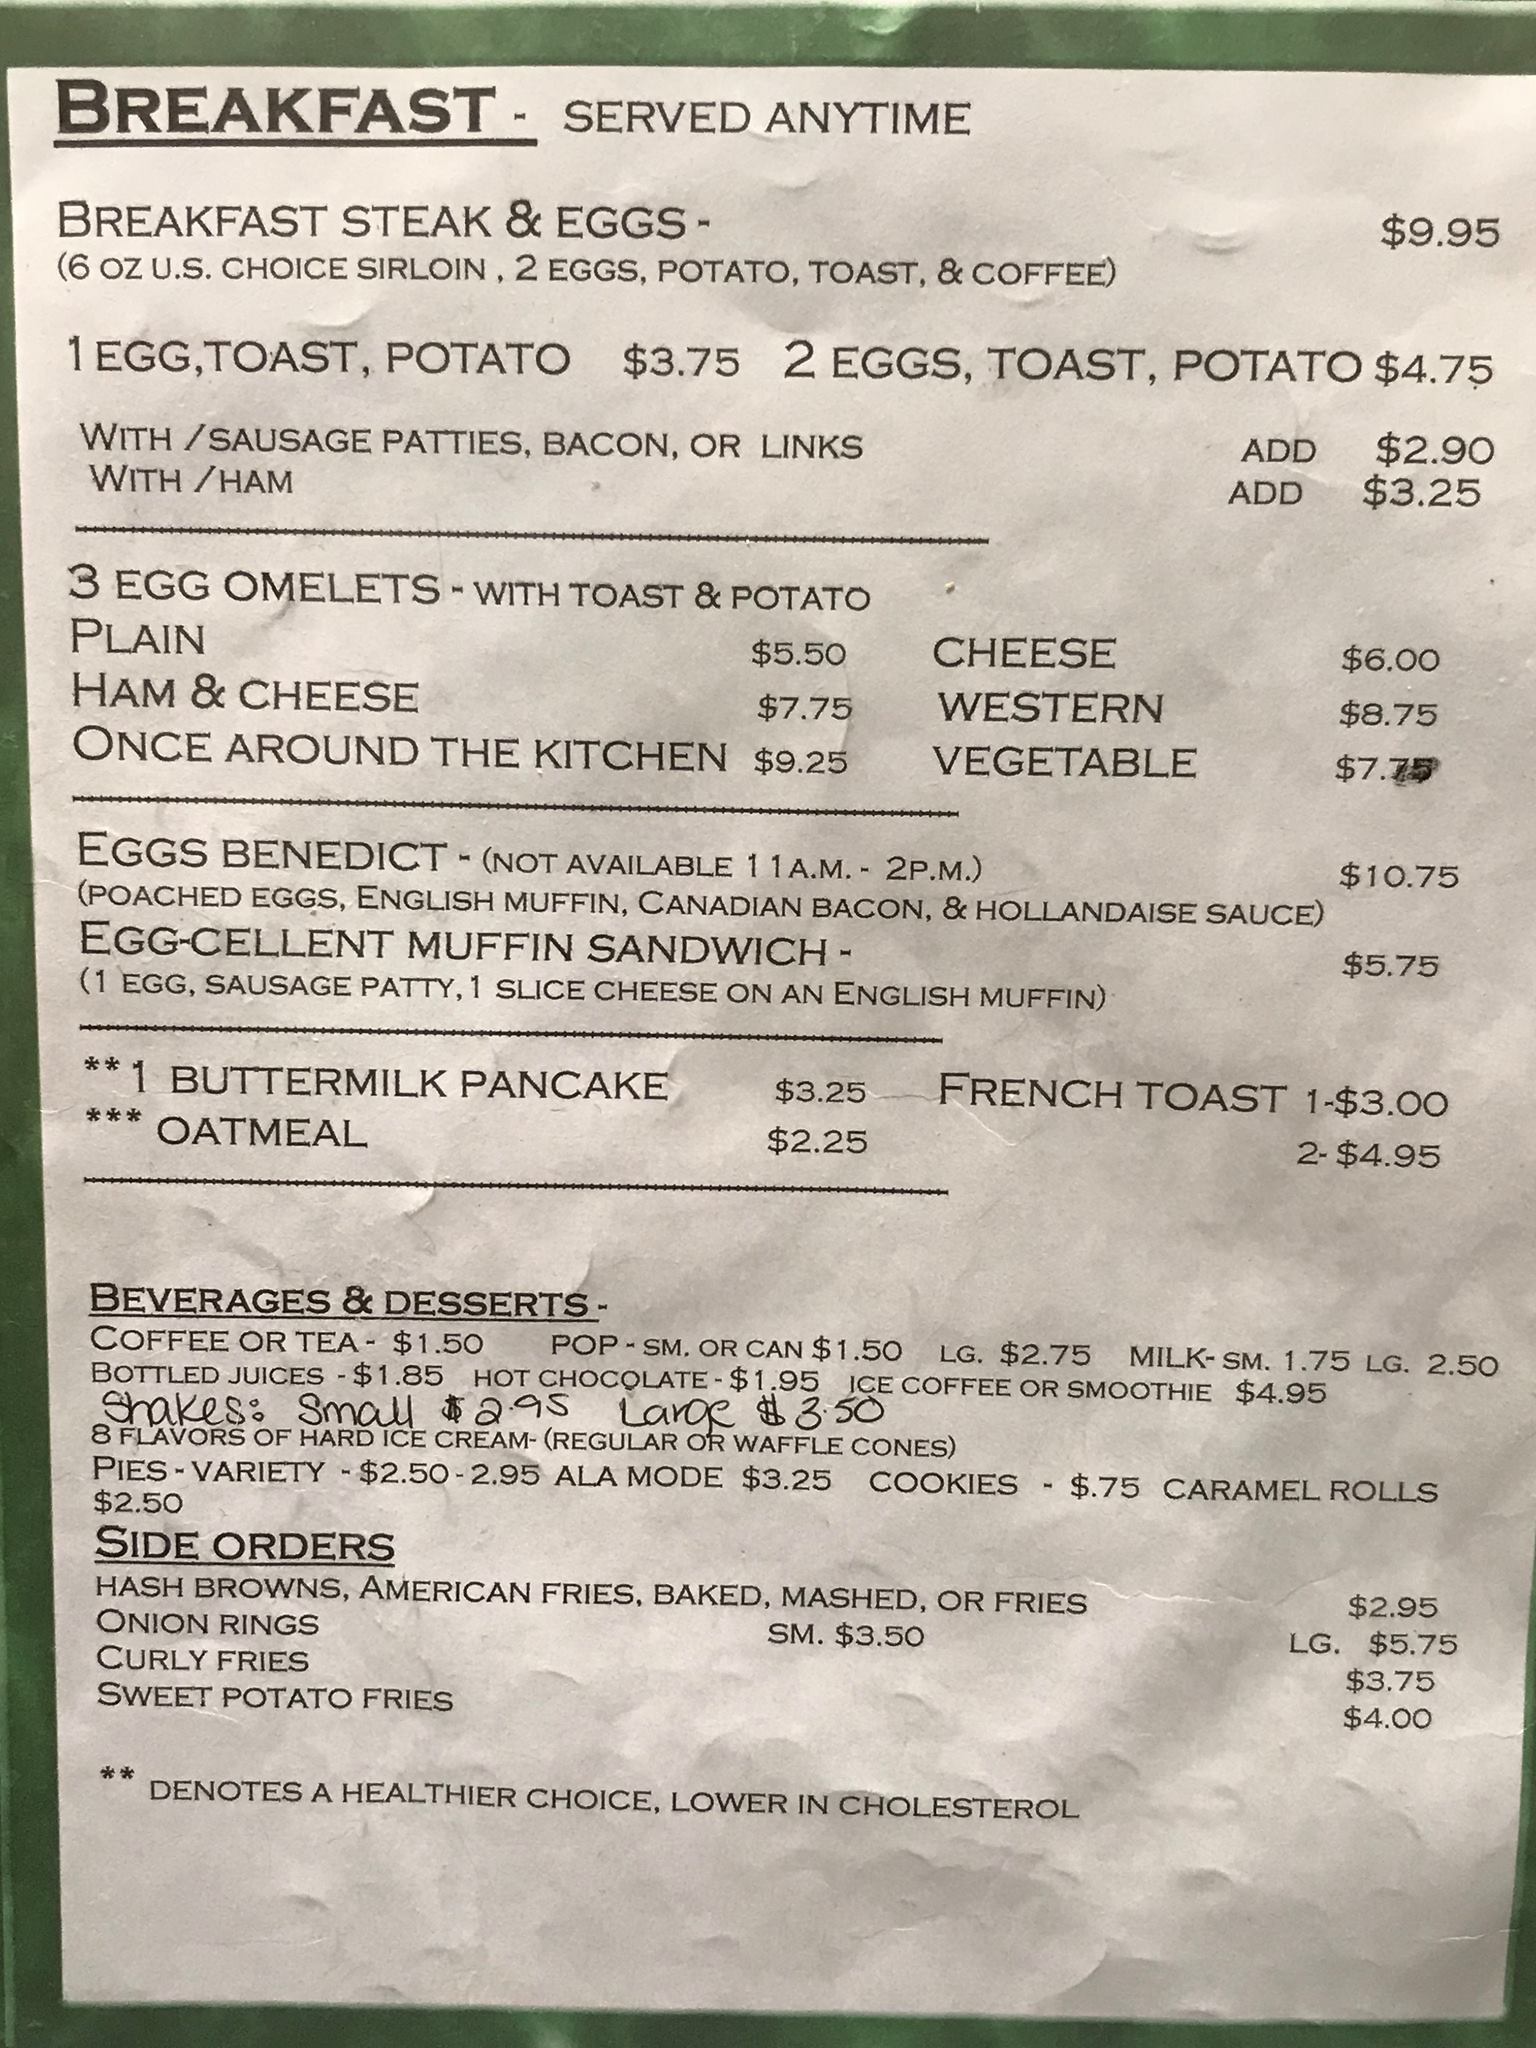 BREAKFAST - SERVED ANYTIME
BREAKFAST STEAK & EGGS - $9.95
(6 OZ U.S. CHOICE SIRLOIN , 2 EGGS, POTATO, TOAST, & COFFEE)
1 EGG,TOAST, POTATO $3.75 2 EGGS, TOAST, POTATO $4.75
WITH /SAUSAGE PATTIES, BACON, OR LINKS ADD $2.90
WITH /HAM ADD $3.25
3 EGG OMELETS - WITH TOAST & POTATO
PLAIN $5.50 CHEESE $6.00
HAM & CHEESE $7.75 WESTERN $8.75
ONCE AROUND THE KITCHEN $9.25 VEGETABLE $7.75
EGGS BENEDICT - (NOT AVAILABLE 11A.M. - 2P.M.) $10.75
(POACHED EGGS, ENGLISH MUFFIN, CANADIAN BACON, & HOLLANDAISE SAUCE)
EGG-CELLENT MUFFIN SANDWICH - $5.75
(1 EGG, SAUSAGE PATTY, 1 SLICE CHEESE ON AN ENGLISH MUFFIN)
**1 BUTTERMILK PANCAKE $3.25 FRENCH TOAST 1-$3.00
*** OATMEAL $2.25 2- $4.95
BEVERAGES & DESSERTS -
COFFEE OR TEA - $1.50 POP - SM. OR CAN $1.50 LG. $2.75 MILK- SM. 1.75 LG. 2.50
BOTTLED JUICES - $1.85 HOT CHOCOLATE - $1.95 ICE COFFEE OR SMOOTHIE $4.95
Shakes: Small $2.95 Large $3.50
8 FLAVORS OF HARD ICE CREAM- (REGULAR OR WAFFLE CONES)
PIES - VARIETY - $2.50 - 2.95 ALA MODE $3.25 COOKIES - $.75 CARAMEL ROLLS
$2.50
SIDE ORDERS
HASH BROWNS, AMERICAN FRIES, BAKED, MASHED, OR FRIES $2.95
ONION RINGS SM. $3.50 LG. $5.75
CURLY FRIES $3.75
SWEET POTATO FRIES $4.00
** DENOTES A HEALTHIER CHOICE, LOWER IN CHOLESTEROL